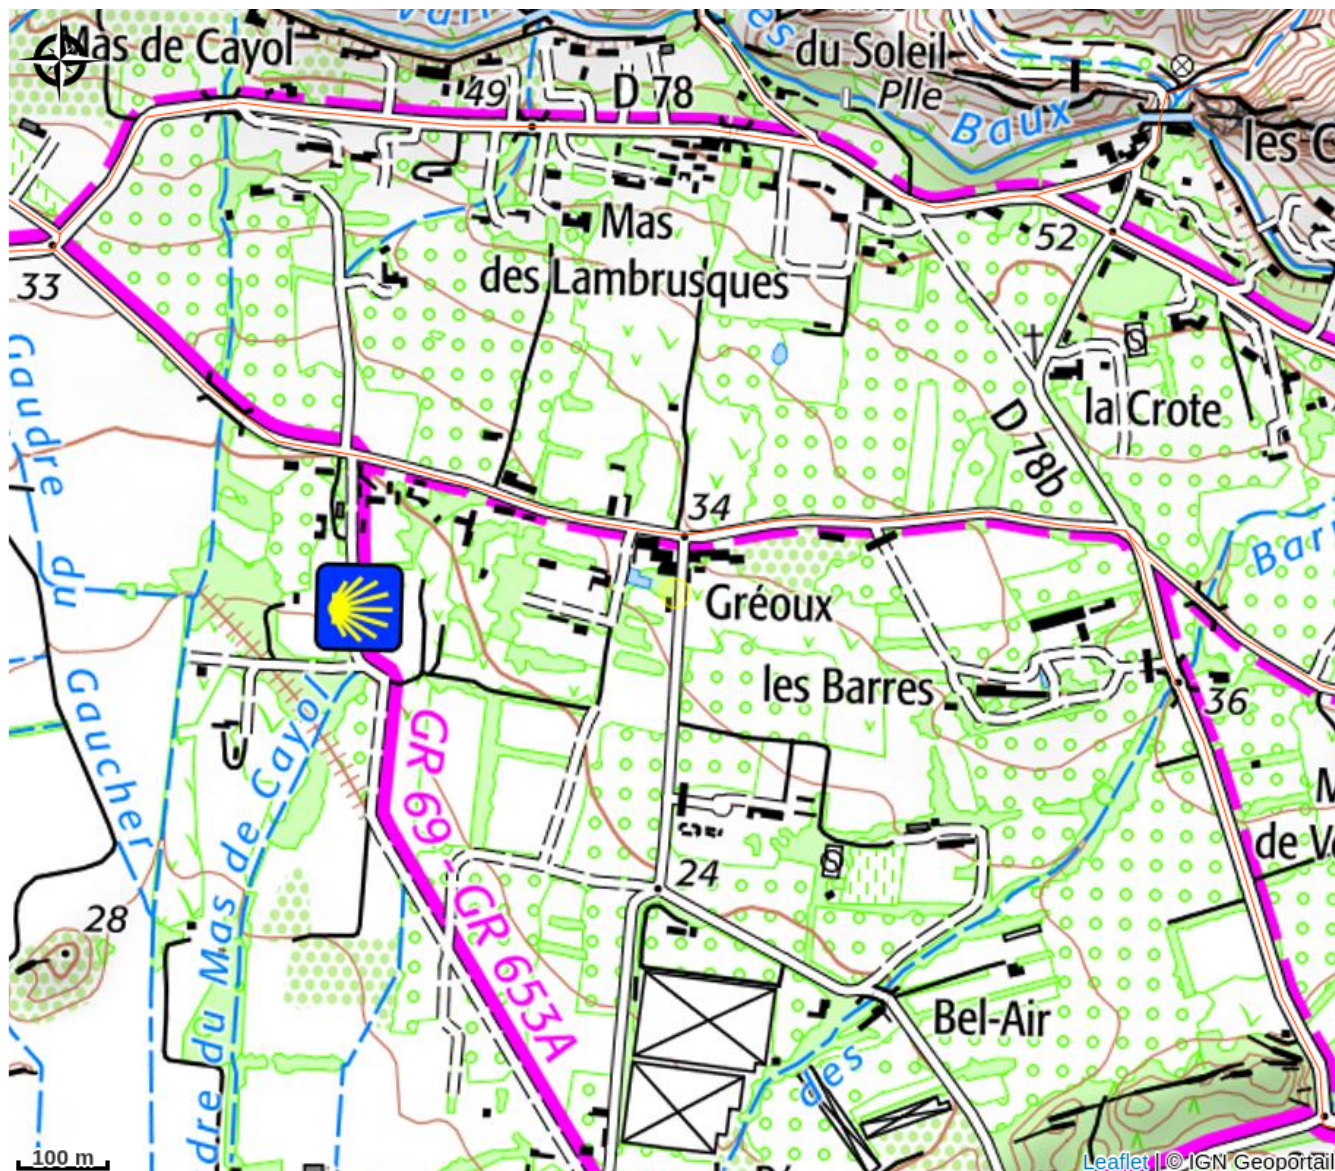 Mas de Cayol
du Soleil
Plle
49
D 78
Baux
les
Mas
des Lambrusques
52
33
la Crote
D 78b
Gaudre
du
Gaucher
34
Gréoux
les Barres
36
GR 69 - GR 653A
dre du Mas de Cayol
24
28
de
Bel-Air
des
100 m
Leaflet | © IGN Geoportail